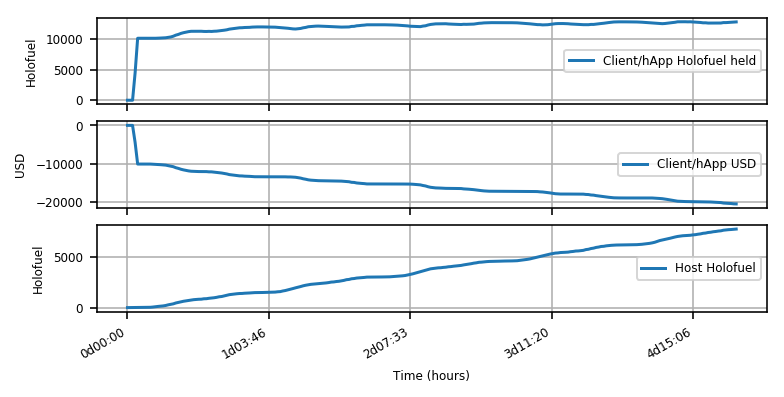 10000
5000
0
Holofuel
Client/hApp Holofuel held
0
−10000
−20000
USD
Client/hApp USD
5000
0
Holofuel
Host Holofuel
0d00:00
1d03:46
2d07:33
3d11:20
4d15:06
Time (hours)